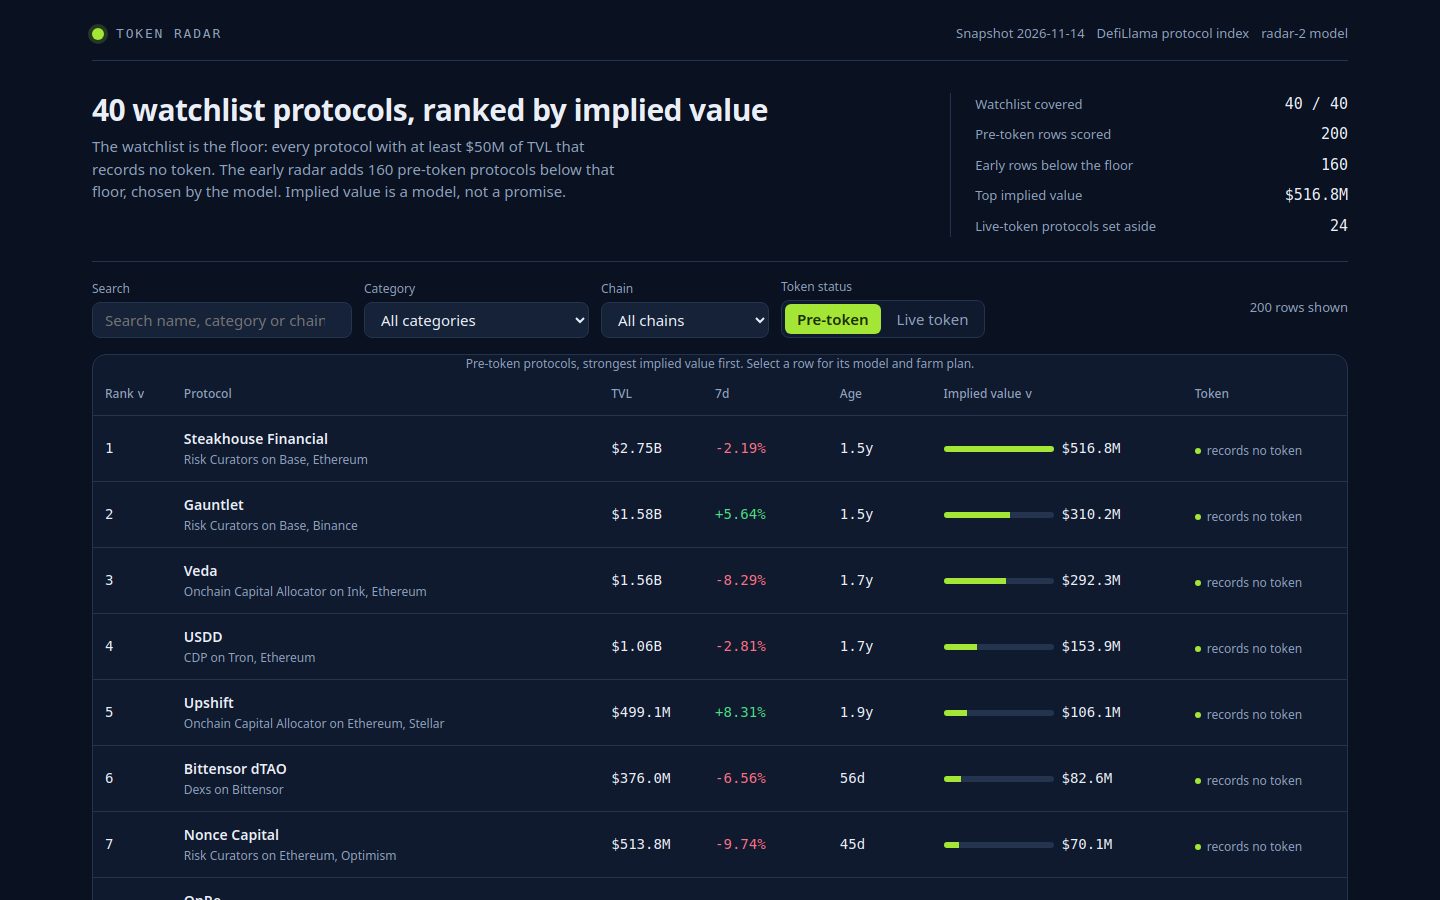 TOKEN RADAR
Snapshot 2026-11-14 DefiLlama protocol index radar-2 model
40 watchlist protocols, ranked by implied value
The watchlist is the floor: every protocol with at least $50M of TVL that
records no token. The early radar adds 160 pre-token protocols below that
floor, chosen by the model. Implied value is a model, not a promise.
Watchlist covered 40 / 40
Pre-token rows scored 200
Early rows below the floor 160
Top implied value $516.8M
Live-token protocols set aside 24
Search Category Chain Token status
Search name, category or chain All categories All chains Pre-token Live token 200 rows shown
Pre-token protocols, strongest implied value first. Select a row for its model and farm plan.
Rank v Protocol TVL 7d Age Implied value v Token
1 Steakhouse Financial $2.75B -2.19% 1.5y $516.8M records no token
Risk Curators on Base, Ethereum
2 Gauntlet $1.58B +5.64% 1.5y $310.2M records no token
Risk Curators on Base, Binance
3 Veda $1.56B -8.29% 1.7y $292.3M records no token
Onchain Capital Allocator on Ink, Ethereum
4 USDD $1.06B -2.81% 1.7y $153.9M records no token
CDP on Tron, Ethereum
5 Upshift $499.1M +8.31% 1.9y $106.1M records no token
Onchain Capital Allocator on Ethereum, Stellar
6 Bittensor dTAO $376.0M -6.56% 56d $82.6M records no token
Dexs on Bittensor
7 Nonce Capital $513.8M -9.74% 45d $70.1M records no token
Risk Curators on Ethereum, Optimism